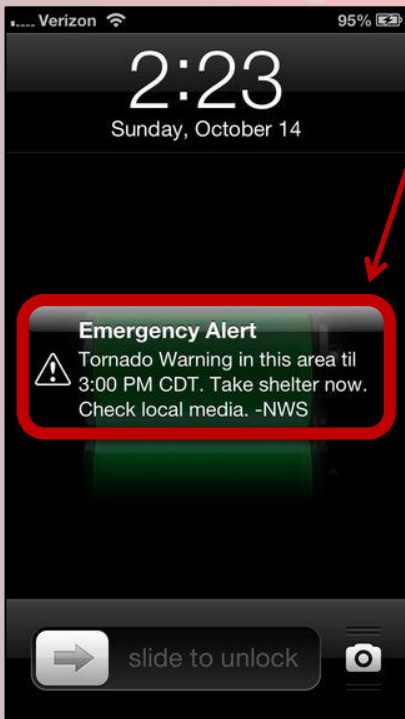 Verizon 95%
2:23
Sunday, October 14
Emergency Alert
Tornado Warning in this area til
3:00 PM CDT. Take shelter now.
Check local media. -NWS
slide to unlock